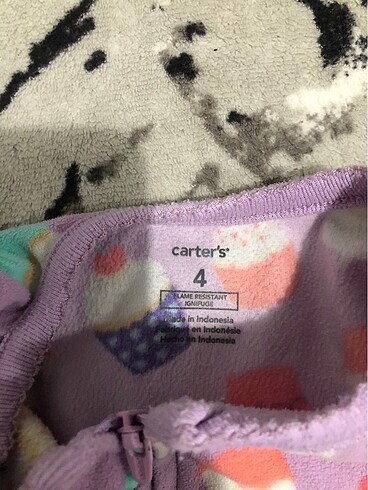 carter's
4
FLAME RESISTANT
IGNIFUGE
Made in Indonesia
Fabriqué en Indonésie
Hecho en Indonesia